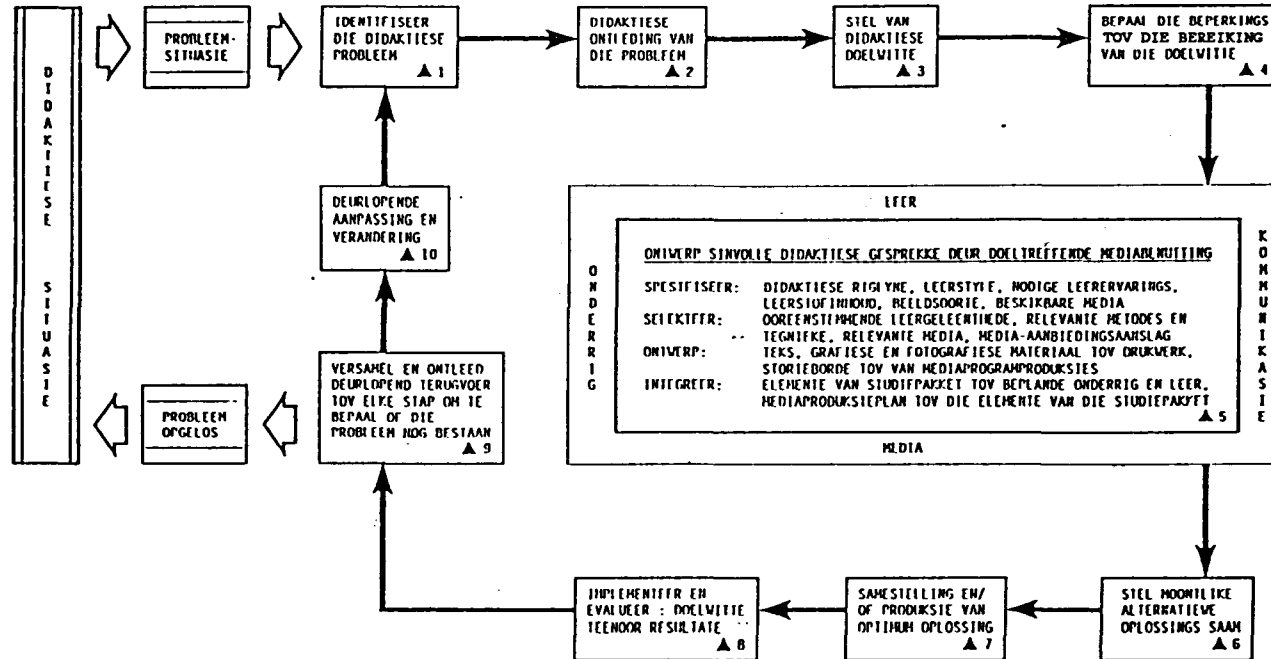 DIDAKTIESE SITUASIE
PROBLEEM-
SITUASIE
IDENTIFISEER
DIE DIDAKTIESE
PROBLEEM
▲ 1
DIDAKTIESE
ONTLEDING VAN
DIE PROBLEEM
▲ 2
STEL VAN
DIDAKTIESE
DOELWITTE
▲ 3
BEPAAL DIE BEPERKINGS
TOV DIE BEREIKING
VAN DIE DOELWITTE
▲ 4
LEER
ONDERRIG
KOMMUNIKASIE
ONTWERP SINVOLLE DIDAKTIESE GESPREKKE DEUR DOELTREFFENDE MEDIABENUTTING
SPESIFISEER: DIDAKTIESE RIGLYNE, LEERSTYLE, NODIGE LEERERVARINGS,
LEERSTOFINHOUD, BEELDSOORTE, BESKIKBARE MEDIA
SELEKTEER: OOREENSTEMMENDE LEERGELEENTHEDE, RELEVANTE METODES EN
TEGNIEKE, RELEVANTE MEDIA, MEDIA-AANBIEDINGSAANSLAG
ONTWERP: TEKS, GRAFIESE EN FOTOGRAFIESE MATERIAAL TOV DRUKWERK,
STORIEBORDE TOV VAN MEDIAPROGRAMPRODUKSIES
INTEGREER: ELEMENTE VAN STUDIEPAKKET TOV BEPLANDE ONDERRIG EN LEER,
MEDIAPRODUKSIEPLAN TOV DIE ELEMENTE VAN DIE STUDIEPAKKET
▲ 5
MEDIA
DEURLOPENDE
AANPASSING EN
VERANDERING
▲ 10
VERSAMEL EN ONTLEED
DEURLOPEND TERUGVOER
TOV ELKE STAP OM TE
BEPAAL OF DIE
PROBLEEM NOG BESTAAN
▲ 9
PROBLEEM
OPGELOS
IMPLEMENTEER EN
EVALUEER : DOELWITTE
TEENOOR RESULTATE
▲ 8
SAMESTELLING EN/
OF PRODUKSIE VAN
OPTIMUM OPLOSSING
▲ 7
STEL MOONTLIKE
ALTERNATIEWE
OPLOSSINGS SAAM
▲ 6